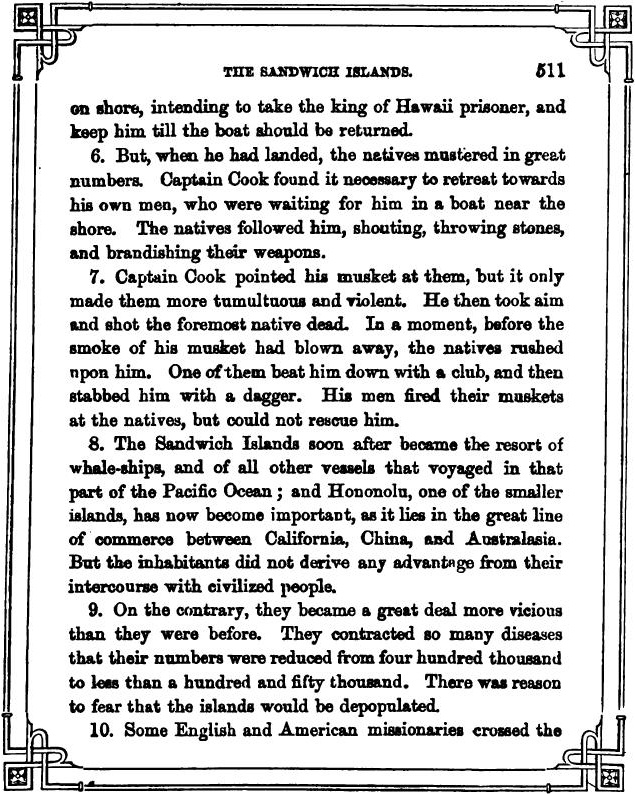 THE SANDWICH ISLANDS. 511
on shore, intending to take the king of Hawaii prisoner, and
keep him till the boat should be returned.
6. But, when he had landed, the natives mustered in great
numbers. Captain Cook found it necessary to retreat towards
his own men, who were waiting for him in a boat near the
shore. The natives followed him, shouting, throwing stones,
and brandishing their weapons.
7. Captain Cook pointed his musket at them, but it only
made them more tumultuous and violent. He then took aim
and shot the foremost native dead. In a moment, before the
smoke of his musket had blown away, the natives rushed
upon him. One of them beat him down with a club, and then
stabbed him with a dagger. His men fired their muskets
at the natives, but could not rescue him.
8. The Sandwich Islands soon after became the resort of
whale-ships, and of all other vessels that voyaged in that
part of the Pacific Ocean; and Hononolu, one of the smaller
islands, has now become important, as it lies in the great line
of commerce between California, China, and Australasia.
But the inhabitants did not derive any advantage from their
intercourse with civilized people.
9. On the contrary, they became a great deal more vicious
than they were before. They contracted so many diseases
that their numbers were reduced from four hundred thousand
to less than a hundred and fifty thousand. There was reason
to fear that the islands would be depopulated.
10. Some English and American missionaries crossed the